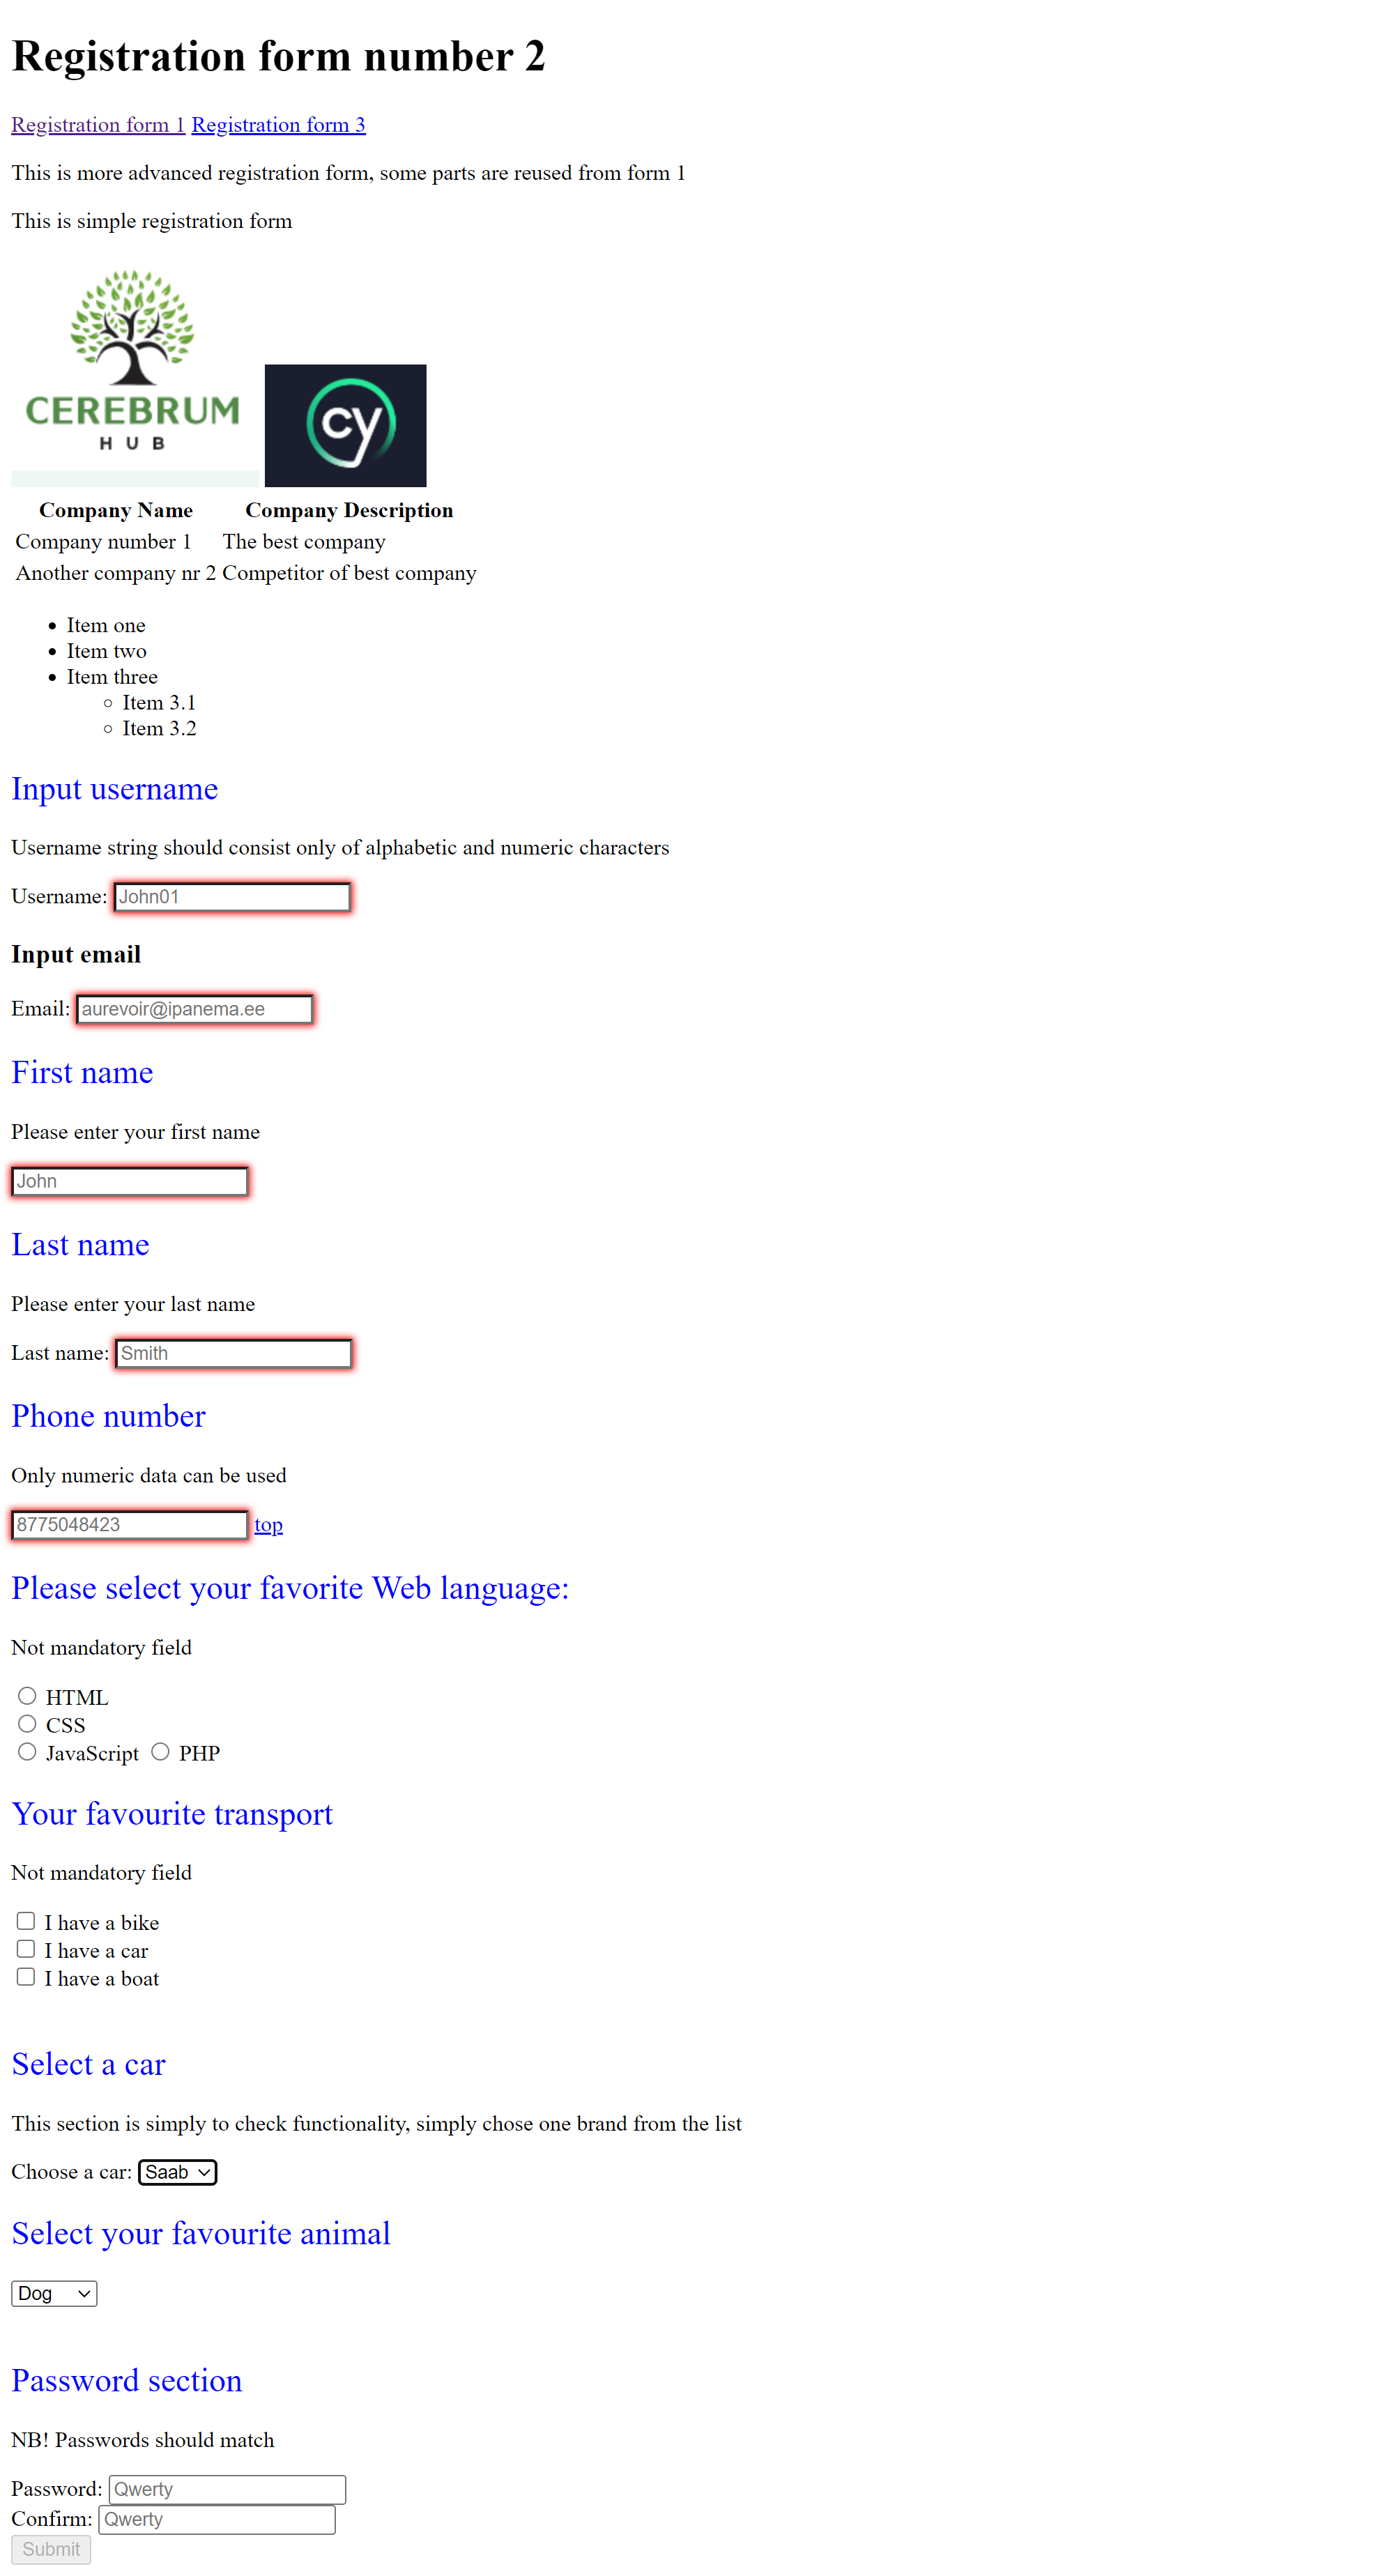 Registration form number 2
Registration form 1 Registration form 3
This is more advanced registration form, some parts are reused from form 1
This is simple registration form
CEREBRUM
HUB
cy
Company Name Company Description
Company number 1 The best company
Another company nr 2 Competitor of best company
Item one
Item two
Item three
Item 3.1
Item 3.2
Input username
Username string should consist only of alphabetic and numeric characters
Username: John01
Input email
Email: aurevoir@ipanema.ee
First name
Please enter your first name
John
Last name
Please enter your last name
Last name: Smith
Phone number
Only numeric data can be used
8775048423 top
Please select your favorite Web language:
Not mandatory field
HTML
CSS
JavaScript PHP
Your favourite transport
Not mandatory field
I have a bike
I have a car
I have a boat
Select a car
This section is simply to check functionality, simply chose one brand from the list
Choose a car: Saab
Select your favourite animal
Dog
Password section
NB! Passwords should match
Password: Qwerty
Confirm: Qwerty
Submit